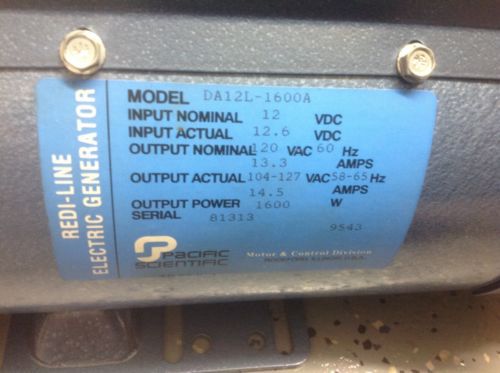 REDI-LINE
ELECTRIC GENERATOR
MODEL DA12L-1600A
INPUT NOMINAL 12 VDC
INPUT ACTUAL 12.6 VDC
OUTPUT NOMINAL 120 VAC 60 Hz
13.3 AMPS
OUTPUT ACTUAL 104-127 VAC 58-65 Hz
14.5 AMPS
OUTPUT POWER 1600 W
SERIAL 81313 9543
PACIFIC
SCIENTIFIC
Motor & Control Division
ROCKFORD, ILLINOIS U.S.A.